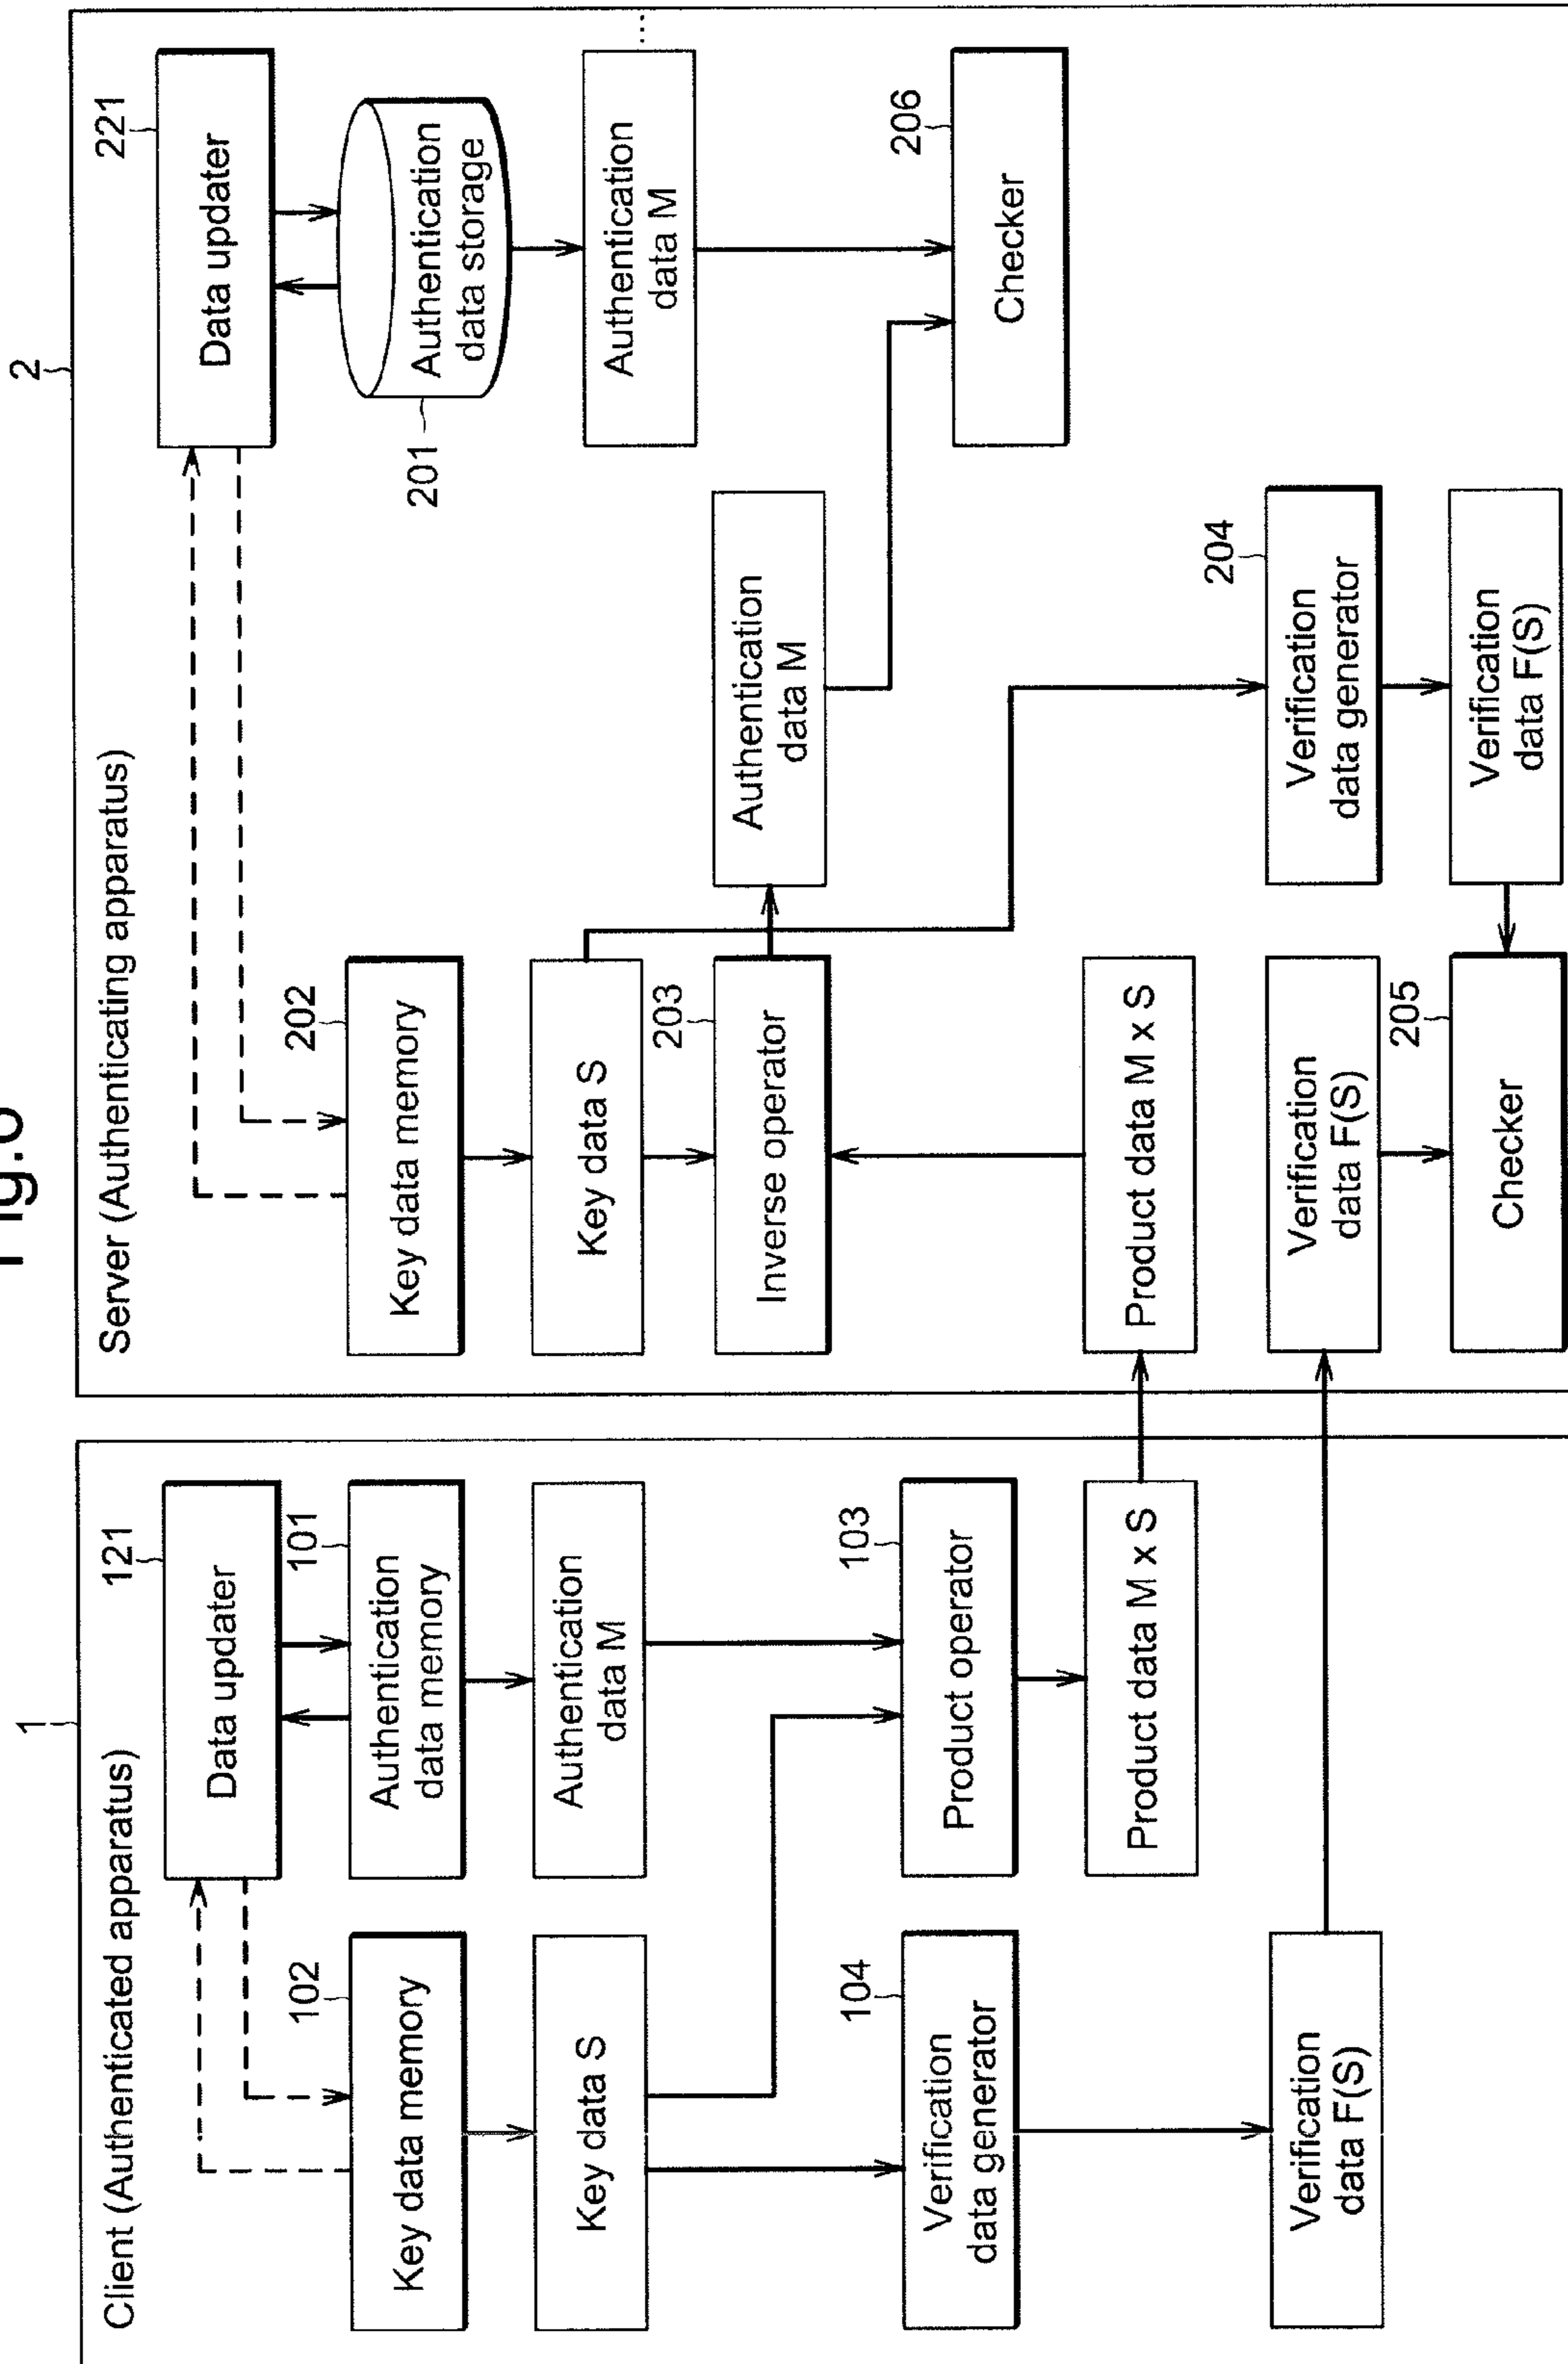 Fig.6
1
Client (Authenticated apparatus)
121
Data updater
102
101
Key data memory
Authentication
data memory
Key data S
Authentication
data M
104
103
Verification
data generator
Product operator
Product data M x S
Verification
data F(S)
2
Server (Authenticating apparatus)
221
Data updater
202
201
Key data memory
Authentication
data storage
Key data S
Authentication
data M
...
203
Inverse operator
Authentication
data M
206
Checker
Product data M x S
204
Verification
data F(S)
Verification
data generator
205
Checker
Verification
data F(S)